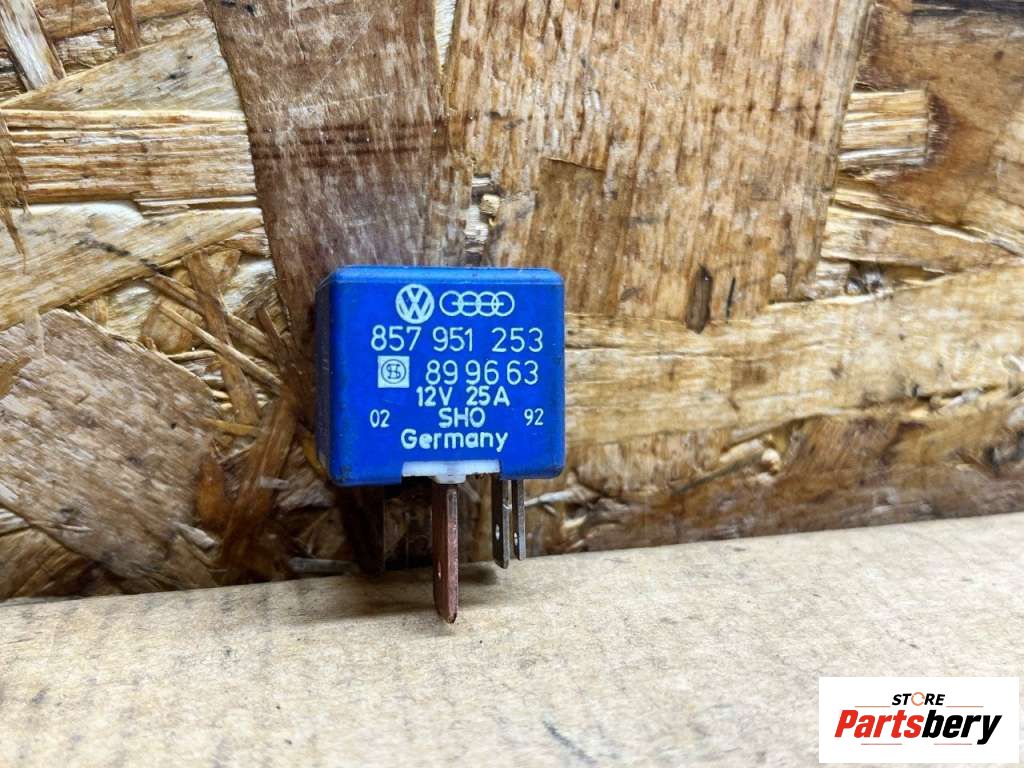 857 951 253
89 96 63
12V 25A
02 SHO 92
Germany
STORE
Partsbery